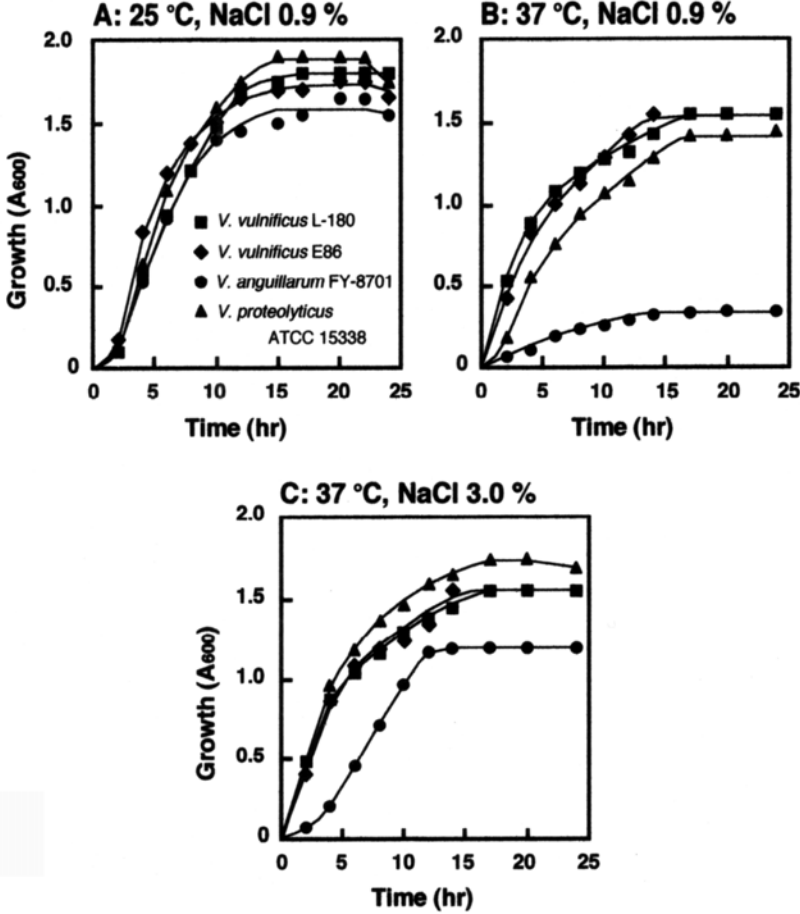 A: 25 °C, NaCl 0.9 %
2.0
1.5
1.0
0.5
0
Growth (A600)
V. vulnificus L-180
V. vulnificus E86
V. anguillarum FY-8701
V. proteolyticus
ATCC 15338
0 5 10 15 20 25
Time (hr)
B: 37 °C, NaCl 0.9 %
2.0
1.5
1.0
0.5
0
0 5 10 15 20 25
Time (hr)
C: 37 °C, NaCl 3.0 %
2.0
1.5
1.0
0.5
0
Growth (A600)
0 5 10 15 20 25
Time (hr)